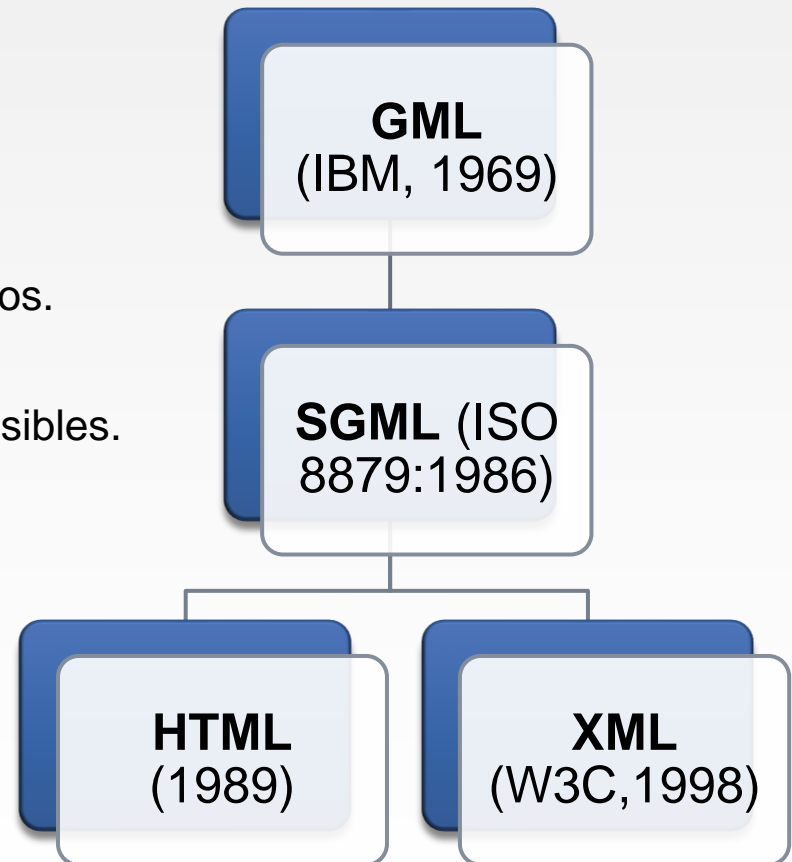 GML
(IBM, 1969)
os.
SGML (ISO
8879:1986)
sibles.
HTML
(1989)
XML
(W3C,1998)